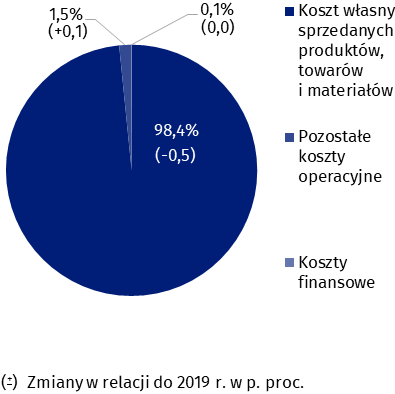 1,5%
(+0,1)
0,1%
(0,0)
98,4%
(-0,5)
Koszt własny
sprzedanych
produktów,
towarów
i materiałów
Pozostałe
koszty
operacyjne
Koszty
finansowe
(±) Zmiany w relacji do 2019 r. w p. proc.